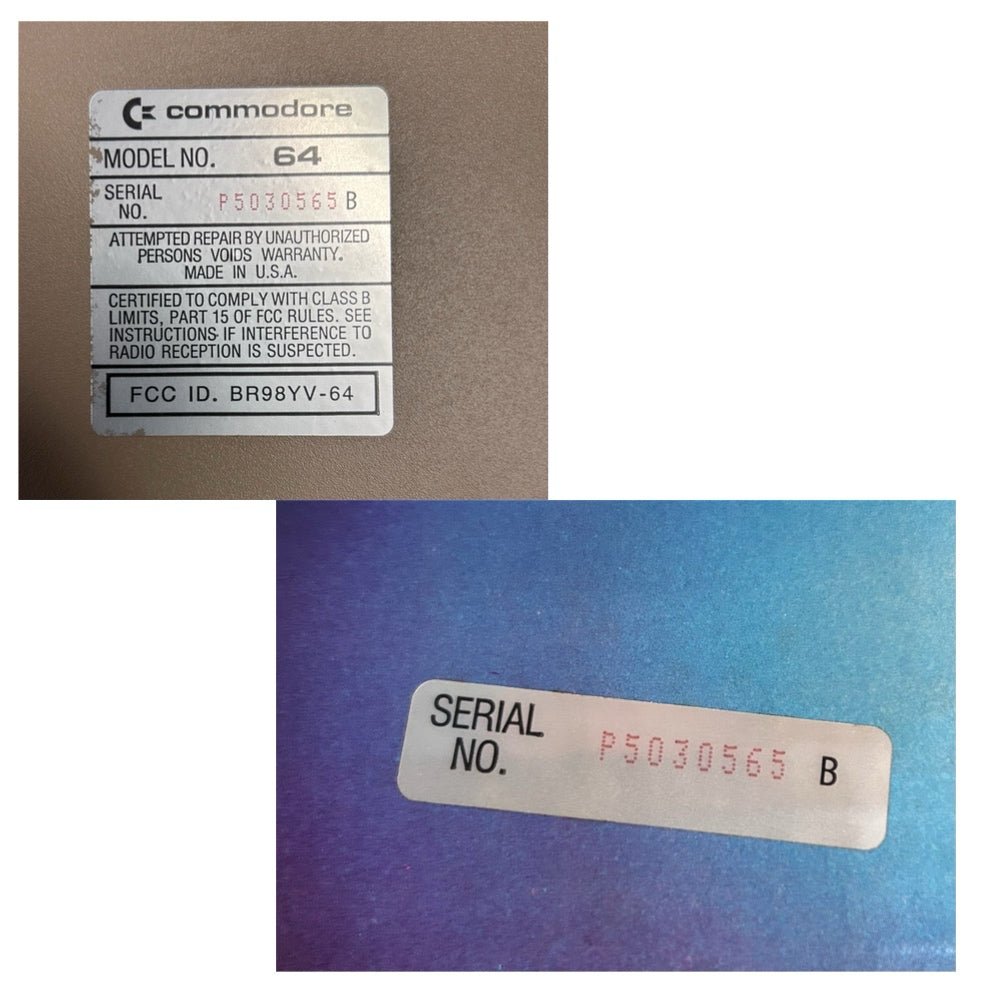 commodore
MODEL NO. 64
SERIAL
NO. P5030565 B
ATTEMPTED REPAIR BY UNAUTHORIZED
PERSONS VOIDS WARRANTY.
MADE IN U.S.A.
CERTIFIED TO COMPLY WITH CLASS B
LIMITS, PART 15 OF FCC RULES. SEE
INSTRUCTIONS IF INTERFERENCE TO
RADIO RECEPTION IS SUSPECTED.
FCC ID. BR98YV-64
SERIAL
NO. P5030565 B